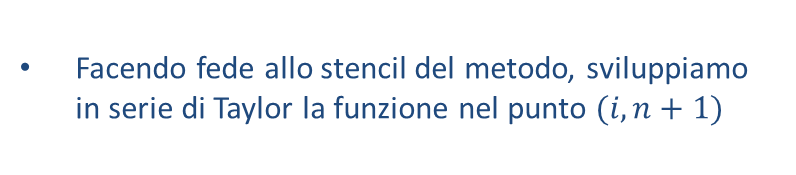 • Facendo fede allo stencil del metodo, sviluppiamo
in serie di Taylor la funzione nel punto (i, n + 1)